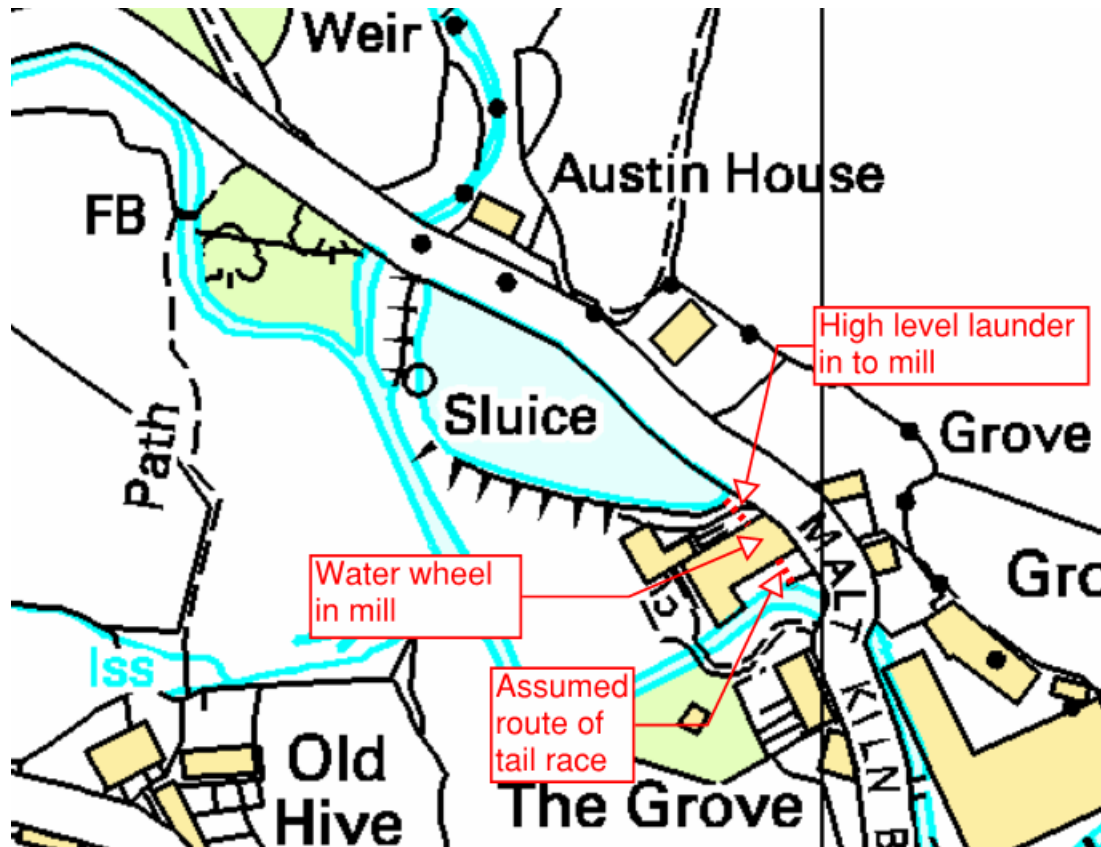 Weir
Austin House
FB
High level launder
in to mill
Sluice
Grove
Path
MALT KILN B
Water wheel
in mill
Gro
Iss
Assumed
route of
tail race
Old
Hive
The Grove